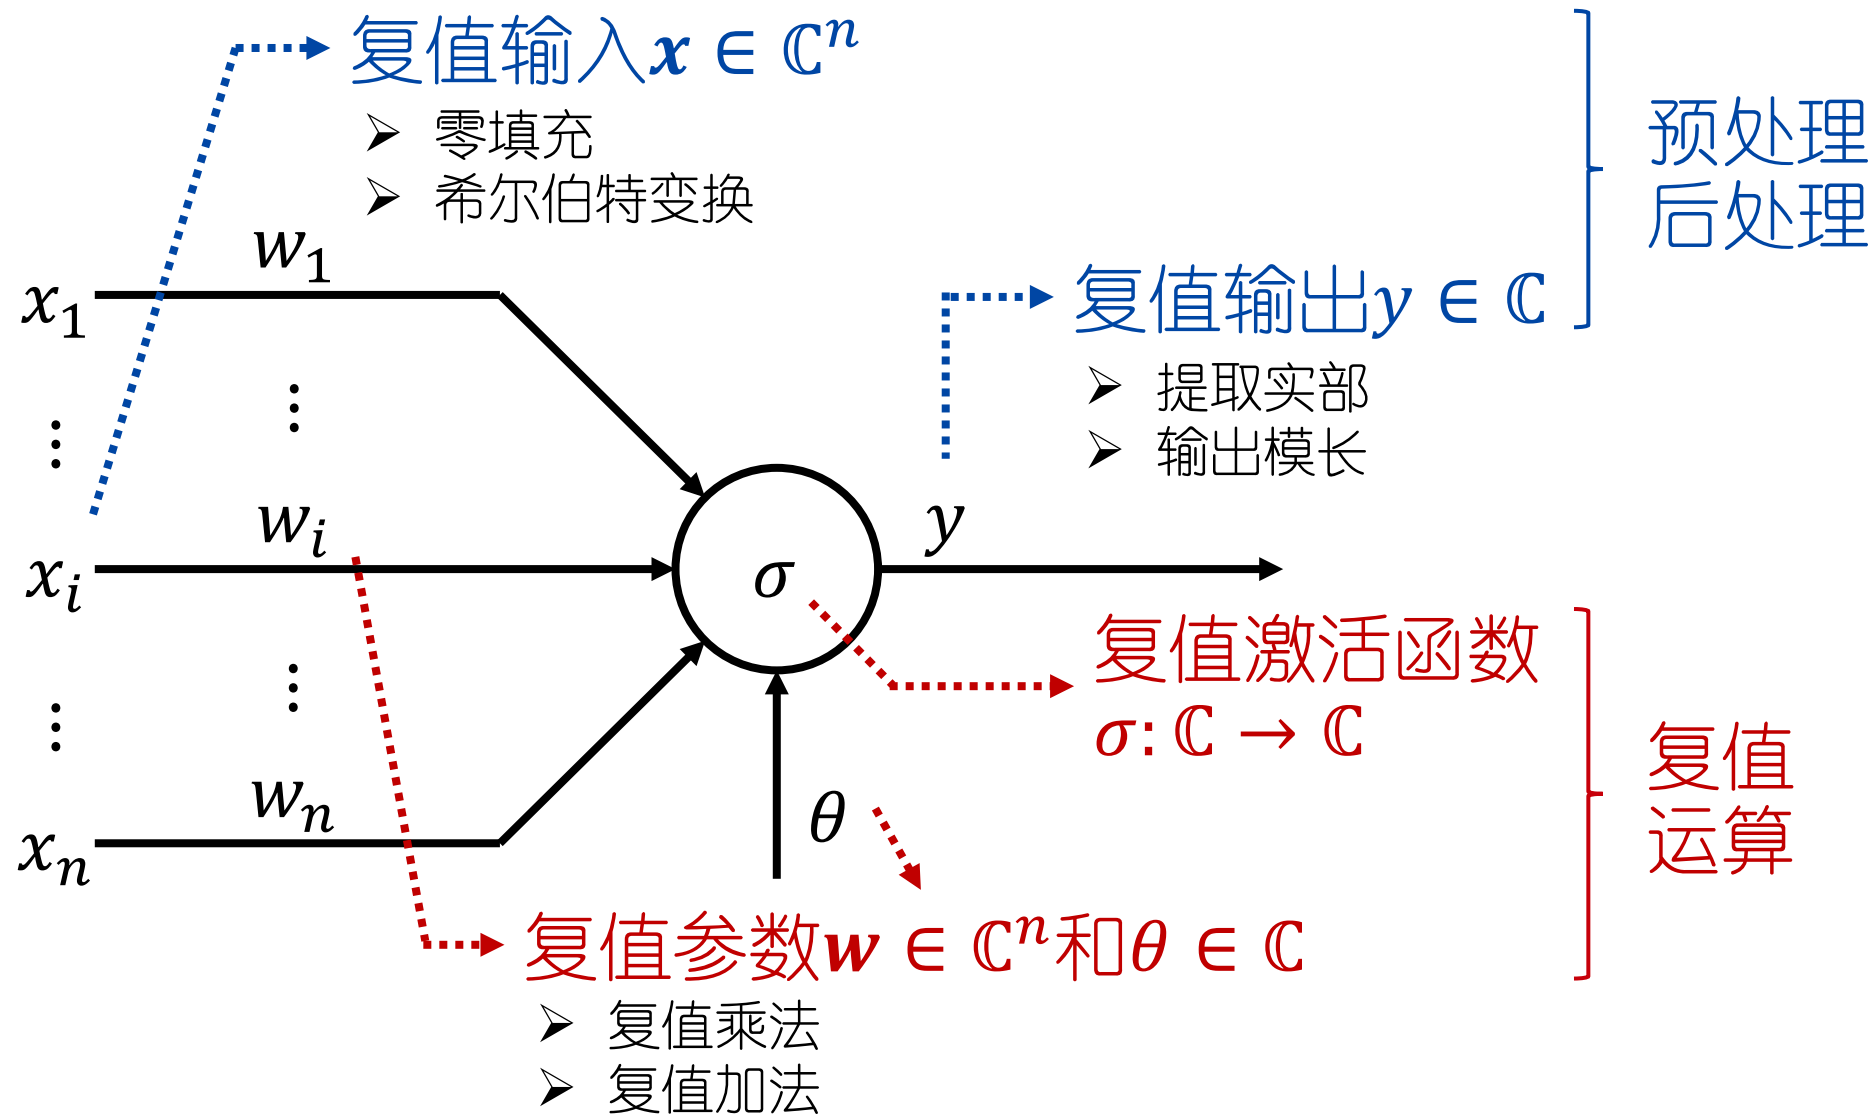 复值输入x ∈ ℂⁿ
➢ 零填充
➢ 希尔伯特变换
预处理
后处理
w₁
x₁
⋮
⋮
复值输出y ∈ ℂ
➢ 提取实部
➢ 输出模长
wᵢ
xᵢ
σ
y
复值激活函数
σ: ℂ → ℂ
⋮
⋮
wₙ
xₙ
θ
复值
运算
复值参数w ∈ ℂⁿ和θ ∈ ℂ
➢ 复值乘法
➢ 复值加法